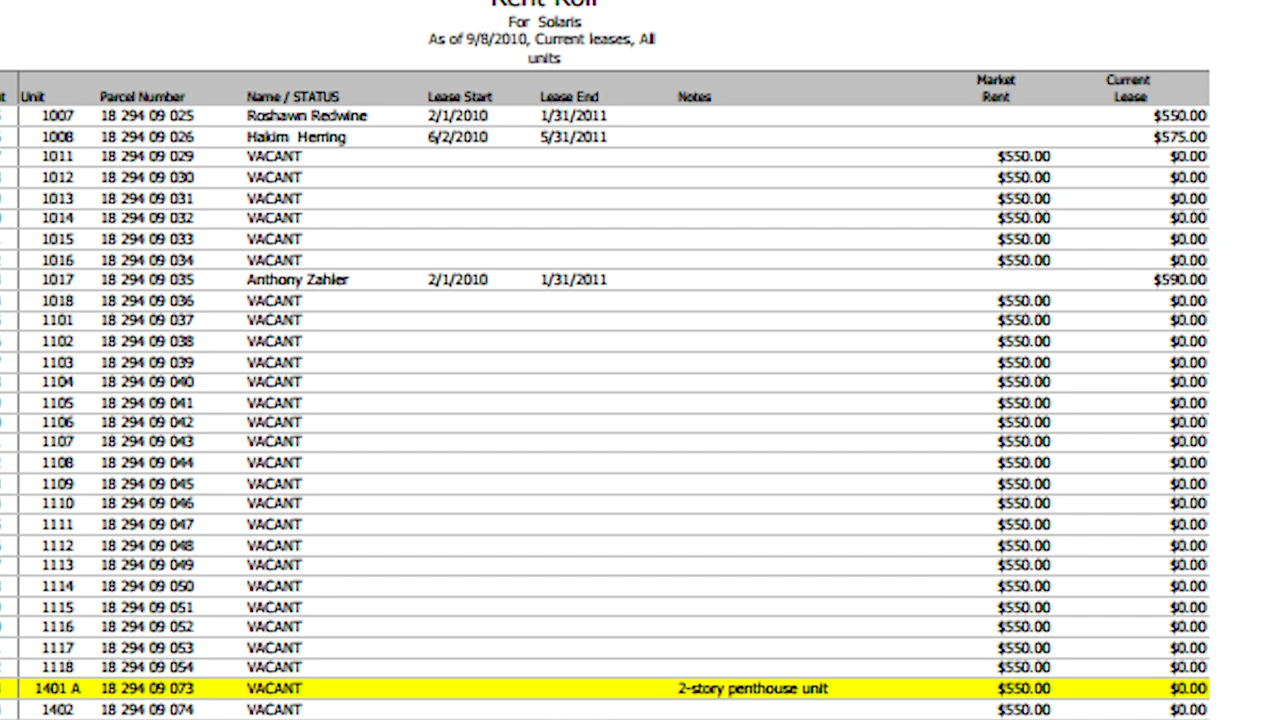 Rent Roll
For Solaris
As of 9/8/2010, Current leases, All
units
Unit Parcel Number Name / STATUS Lease Start Lease End Notes Market Rent Current Lease
1007 18 294 09 025 Roshawn Redwine 2/1/2010 1/31/2011 $550.00
1008 18 294 09 026 Hakim Herring 6/2/2010 5/31/2011 $575.00
1011 18 294 09 029 VACANT $550.00 $0.00
1012 18 294 09 030 VACANT $550.00 $0.00
1013 18 294 09 031 VACANT $550.00 $0.00
1014 18 294 09 032 VACANT $550.00 $0.00
1015 18 294 09 033 VACANT $550.00 $0.00
1016 18 294 09 034 VACANT $550.00 $0.00
1017 18 294 09 035 Anthony Zahler 2/1/2010 1/31/2011 $590.00
1018 18 294 09 036 VACANT $550.00 $0.00
1101 18 294 09 037 VACANT $550.00 $0.00
1102 18 294 09 038 VACANT $550.00 $0.00
1103 18 294 09 039 VACANT $550.00 $0.00
1104 18 294 09 040 VACANT $550.00 $0.00
1105 18 294 09 041 VACANT $550.00 $0.00
1106 18 294 09 042 VACANT $550.00 $0.00
1107 18 294 09 043 VACANT $550.00 $0.00
1108 18 294 09 044 VACANT $550.00 $0.00
1109 18 294 09 045 VACANT $550.00 $0.00
1110 18 294 09 046 VACANT $550.00 $0.00
1111 18 294 09 047 VACANT $550.00 $0.00
1112 18 294 09 048 VACANT $550.00 $0.00
1113 18 294 09 049 VACANT $550.00 $0.00
1114 18 294 09 050 VACANT $550.00 $0.00
1115 18 294 09 051 VACANT $550.00 $0.00
1116 18 294 09 052 VACANT $550.00 $0.00
1117 18 294 09 053 VACANT $550.00 $0.00
1118 18 294 09 054 VACANT $550.00 $0.00
1401 A 18 294 09 073 VACANT 2-story penthouse unit $550.00 $0.00
1402 18 294 09 074 VACANT $550.00 $0.00